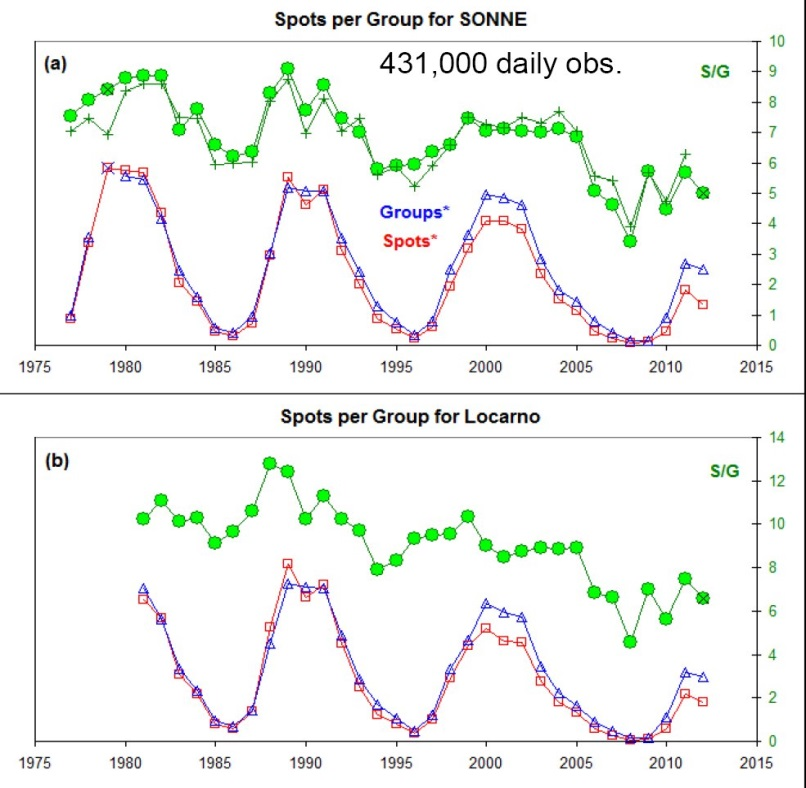 Spots per Group for SONNE
(a)
431,000 daily obs.
S/G
Groups*
Spots*
10
9
8
7
6
5
4
3
2
1
0
1975 1980 1985 1990 1995 2000 2005 2010 2015
Spots per Group for Locarno
(b)
S/G
14
12
10
8
6
4
2
0
1975 1980 1985 1990 1995 2000 2005 2010 2015